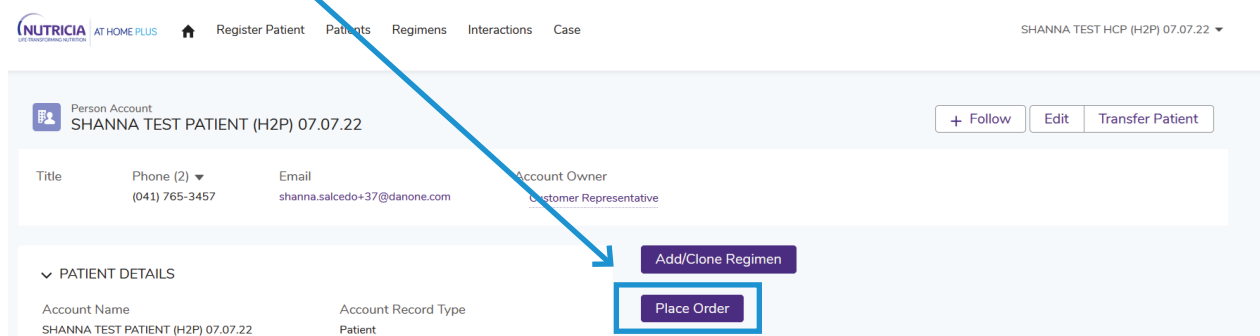 NUTRICIA AT HOME PLUS Register Patient Patients Regimens Interactions Case SHANNA TEST HCP (H2P) 07.07.22
LIFE-TRANSFORMING NUTRITION
Person Account
SHANNA TEST PATIENT (H2P) 07.07.22
+ Follow Edit Transfer Patient
Title Phone (2) Email Account Owner
(041) 765-3457 shanna.salcedo+37@danone.com Customer Representative
Add/Clone Regimen
PATIENT DETAILS
Place Order
Account Name Account Record Type
SHANNA TEST PATIENT (H2P) 07.07.22 Patient